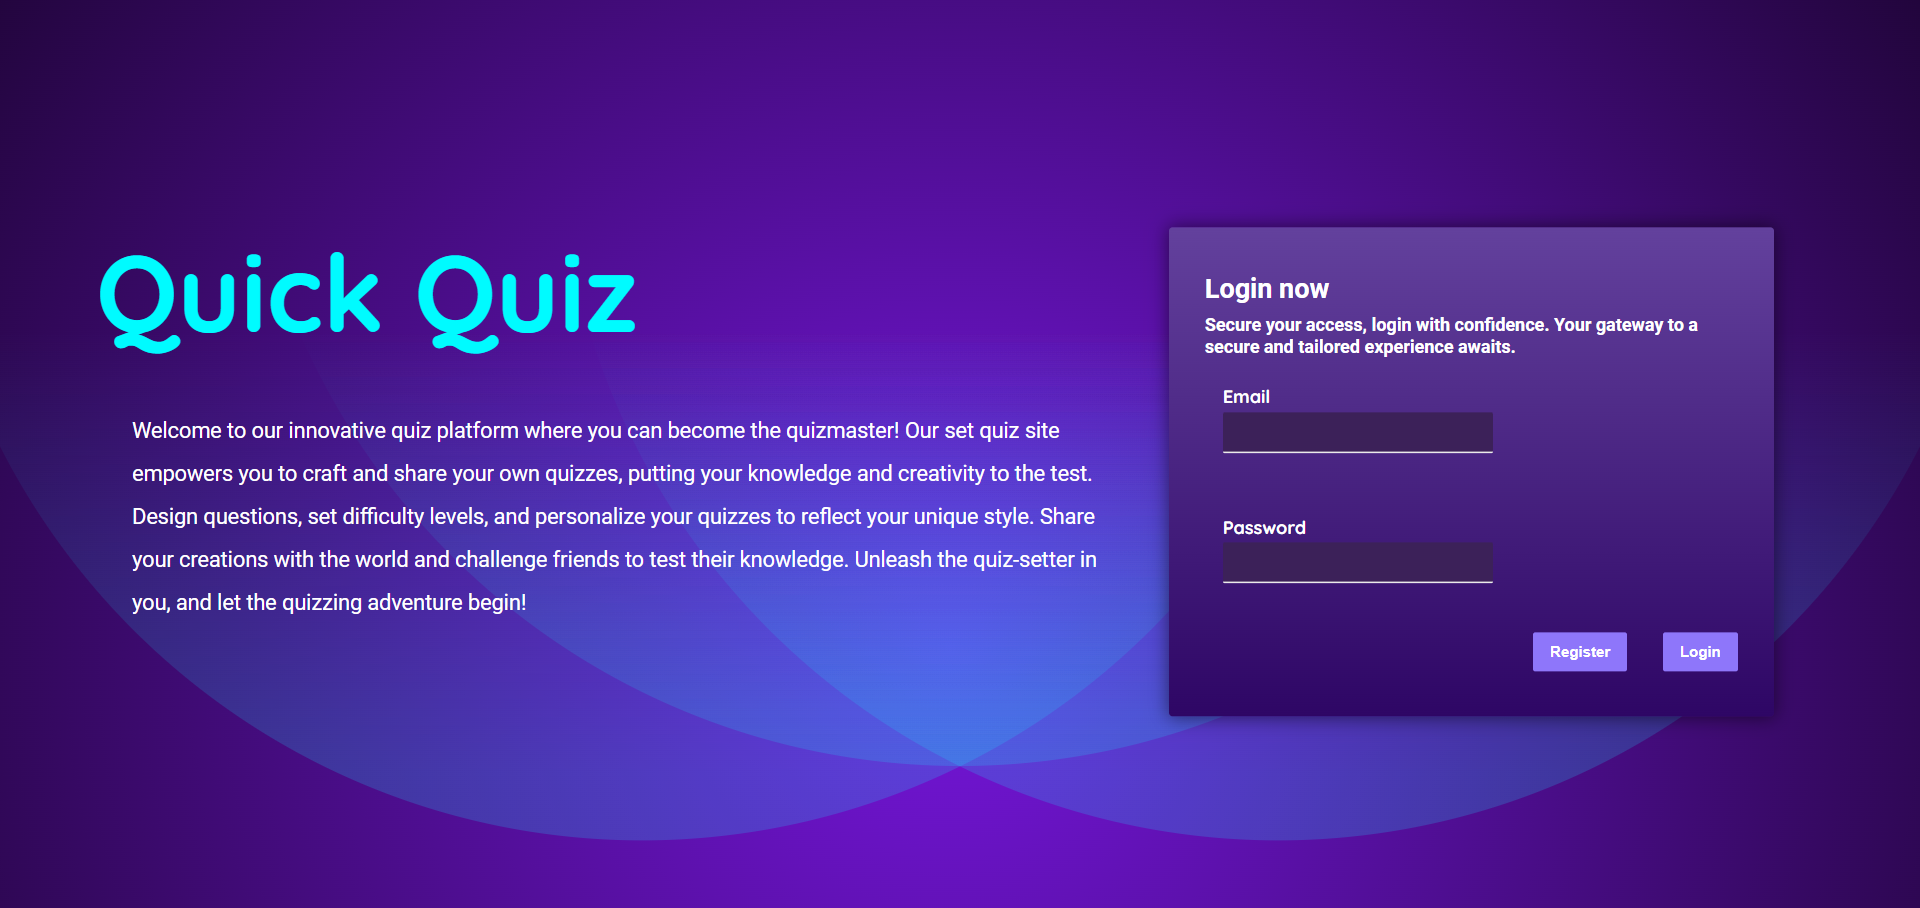 Quick Quiz
Welcome to our innovative quiz platform where you can become the quizmaster! Our set quiz site
empowers you to craft and share your own quizzes, putting your knowledge and creativity to the test.
Design questions, set difficulty levels, and personalize your quizzes to reflect your unique style. Share
your creations with the world and challenge friends to test their knowledge. Unleash the quiz-setter in
you, and let the quizzing adventure begin!
Login now
Secure your access, login with confidence. Your gateway to a
secure and tailored experience awaits.
Email
Password
Register Login